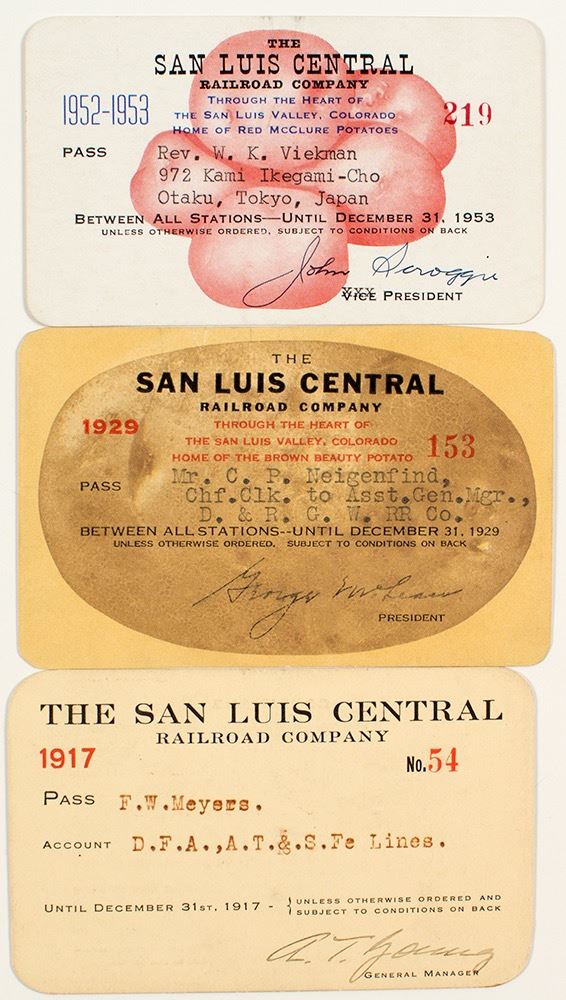 THE
SAN LUIS CENTRAL
RAILROAD COMPANY
1952-1953
THROUGH THE HEART OF
THE SAN LUIS VALLEY, COLORADO
HOME OF RED MCCLURE POTATOES
219
PASS Rev. W. K. Viekman
972 Kami Ikegami-Cho
Otaku, Tokyo, Japan
BETWEEN ALL STATIONS—UNTIL DECEMBER 31, 1953
UNLESS OTHERWISE ORDERED, SUBJECT TO CONDITIONS ON BACK
John Scroggie
XXX
VICE PRESIDENT
THE
SAN LUIS CENTRAL
RAILROAD COMPANY
1929
THROUGH THE HEART OF
THE SAN LUIS VALLEY, COLORADO
HOME OF THE BROWN BEAUTY POTATO
153
PASS Mr. C. P. Neigenfind,
Chf.Clk. to Asst.Gen.Mgr.,
D. & R. G. W. RR Co.
BETWEEN ALL STATIONS--UNTIL DECEMBER 31, 1929
UNLESS OTHERWISE ORDERED, SUBJECT TO CONDITIONS ON BACK
George McLean
PRESIDENT
THE SAN LUIS CENTRAL
RAILROAD COMPANY
1917
No. 54
PASS F.W.Meyers.
ACCOUNT D.F.A.,A.T.&.S.Fe Lines.
UNTIL DECEMBER 31ST, 1917 - { UNLESS OTHERWISE ORDERED AND
SUBJECT TO CONDITIONS ON BACK
A. T. Young
GENERAL MANAGER